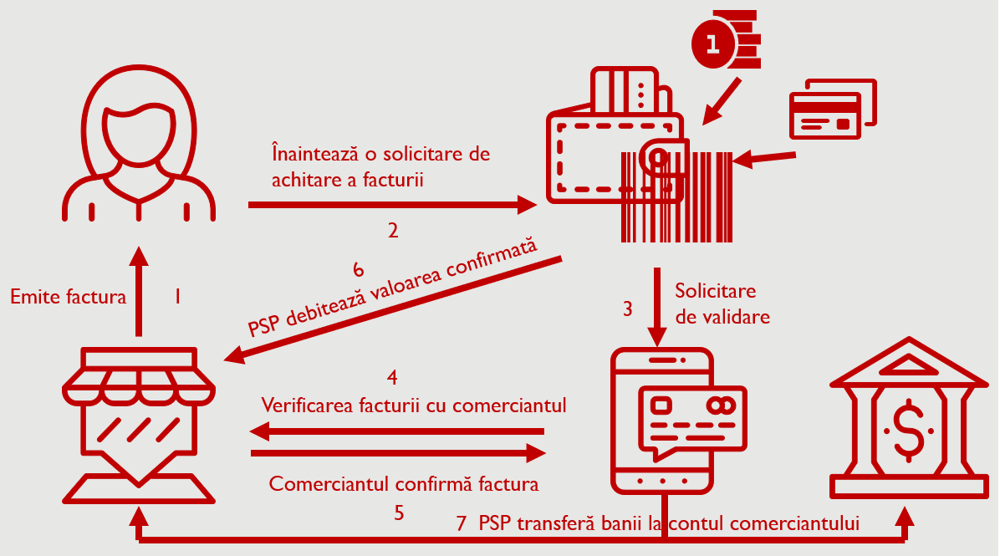 1
Înaintează o solicitare de
achitare a facturii
2
Emite factura
1
6
PSP debitează valoarea confirmată
3
Solicitare
de validare
4
Verificarea facturii cu comerciantul
Comerciantul confirmă factura
5
7 PSP transferă banii la contul comerciantului
$